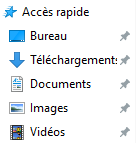 Accès rapide
Bureau
Téléchargements
Documents
Images
Vidéos